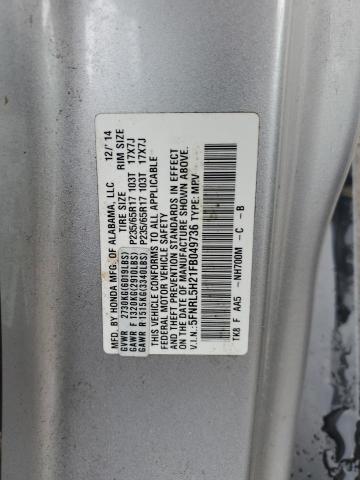 MFD. BY HONDA MFG. OF ALABAMA, LLC 12/'14
TIRE SIZE RIM SIZE
GVWR 2730KG(6019LBS)
GAWR F 1320KG(2910LBS) P235/65R17 103T 17X7J
GAWR R 1515KG(3340LBS) P235/65R17 103T 17X7J
THIS VEHICLE CONFORMS TO ALL APPLICABLE
FEDERAL MOTOR VEHICLE SAFETY
AND THEFT PREVENTION STANDARDS IN EFFECT
ON THE DATE OF MANUFACTURE SHOWN ABOVE.
V.I.N.:5FNRL5H21FB049736 TYPE: MPV
TK8 F AA5 -NH700M -C -B